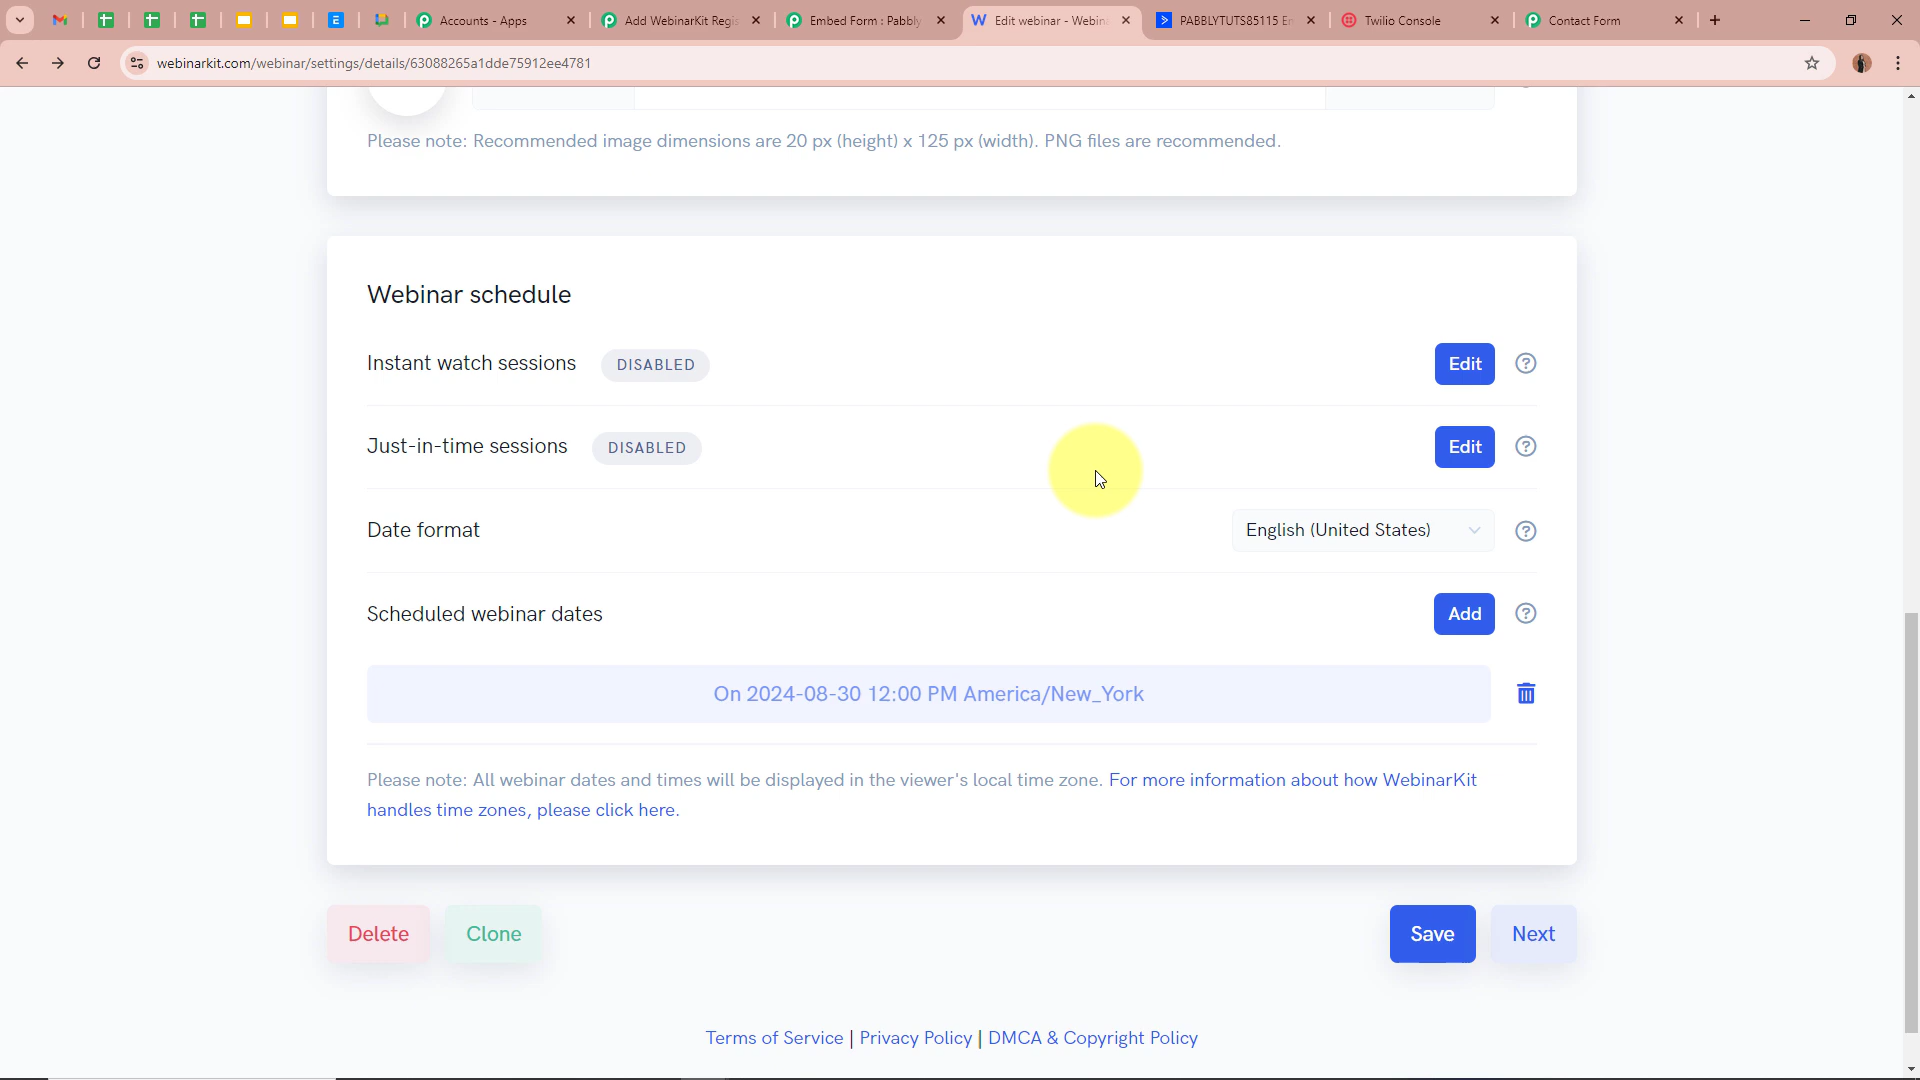 Accounts - Apps
Add WebinarKit Regis
Embed Form : Pabbly
Edit webinar - Webin
PABBLYTUTS85115 En
Twilio Console
Contact Form
webinarkit.com/webinar/settings/details/63088265a1dde75912ee4781
Please note: Recommended image dimensions are 20 px (height) x 125 px (width). PNG files are recommended.
Webinar schedule
Instant watch sessions DISABLED Edit
Just-in-time sessions DISABLED Edit
Date format English (United States)
Scheduled webinar dates Add
On 2024-08-30 12:00 PM America/New_York
Please note: All webinar dates and times will be displayed in the viewer's local time zone. For more information about how WebinarKit
handles time zones, please click here.
Delete Clone Save Next
Terms of Service | Privacy Policy | DMCA & Copyright Policy